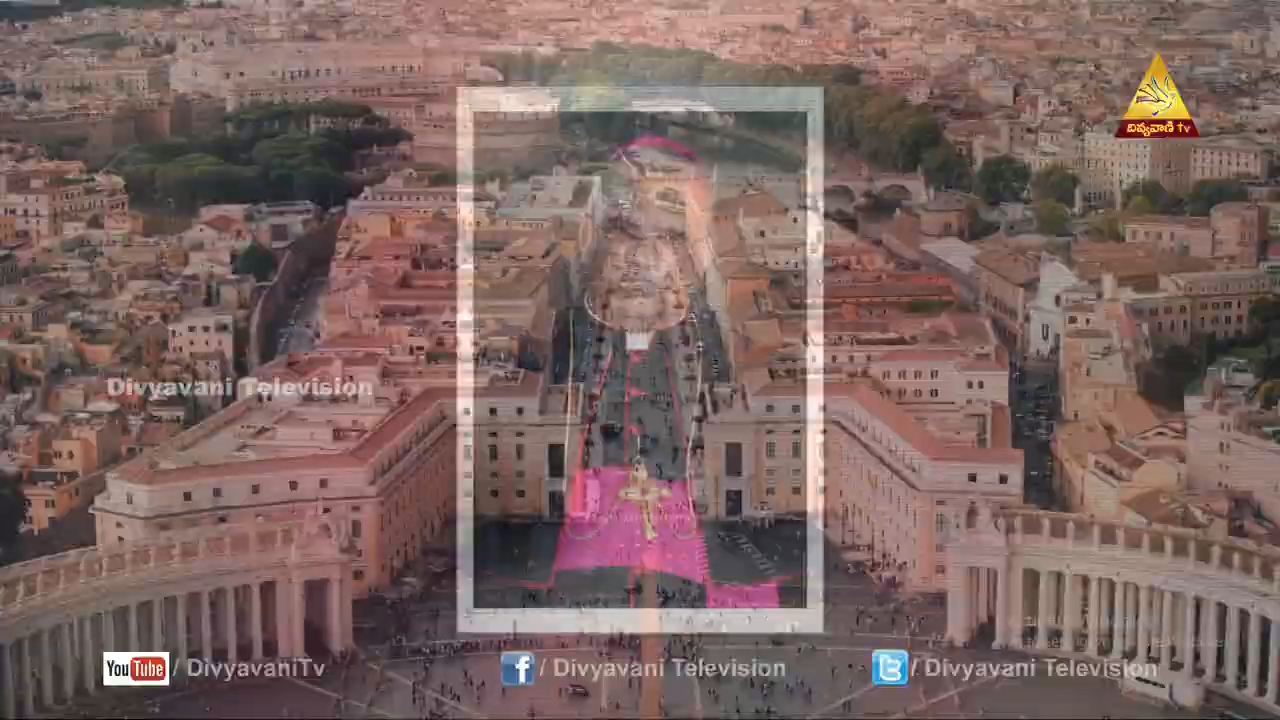 దివ్యవాణి tv
Divyavani Television
YouTube / DivyavaniTv
f / Divyavani Television
/ Divyavani Television